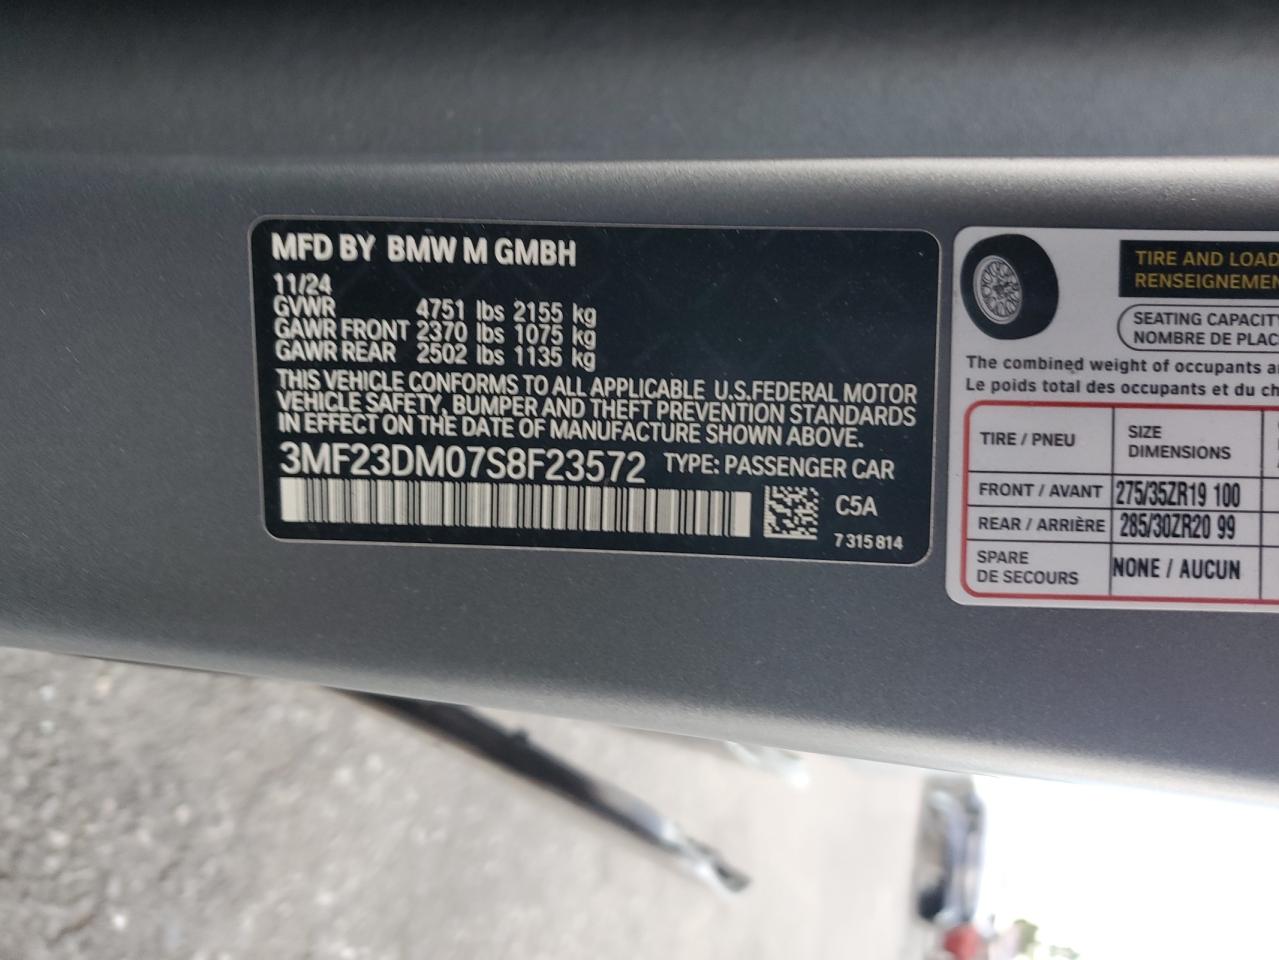 MFD BY BMW M GMBH
11/24
GVWR 4751 lbs 2155 kg
GAWR FRONT 2370 lbs 1075 kg
GAWR REAR 2502 lbs 1135 kg
THIS VEHICLE CONFORMS TO ALL APPLICABLE U.S.FEDERAL MOTOR
VEHICLE SAFETY, BUMPER AND THEFT PREVENTION STANDARDS
IN EFFECT ON THE DATE OF MANUFACTURE SHOWN ABOVE.
3MF23DM07S8F23572 TYPE: PASSENGER CAR
C5A
7 315 814
TIRE AND LOAD
RENSEIGNEMEN
SEATING CAPACITY
NOMBRE DE PLAC
The combined weight of occupants a
Le poids total des occupants et du ch
TIRE / PNEU SIZE
DIMENSIONS
FRONT / AVANT 275/35ZR19 100
REAR / ARRIÈRE 285/30ZR20 99
SPARE
DE SECOURS NONE / AUCUN